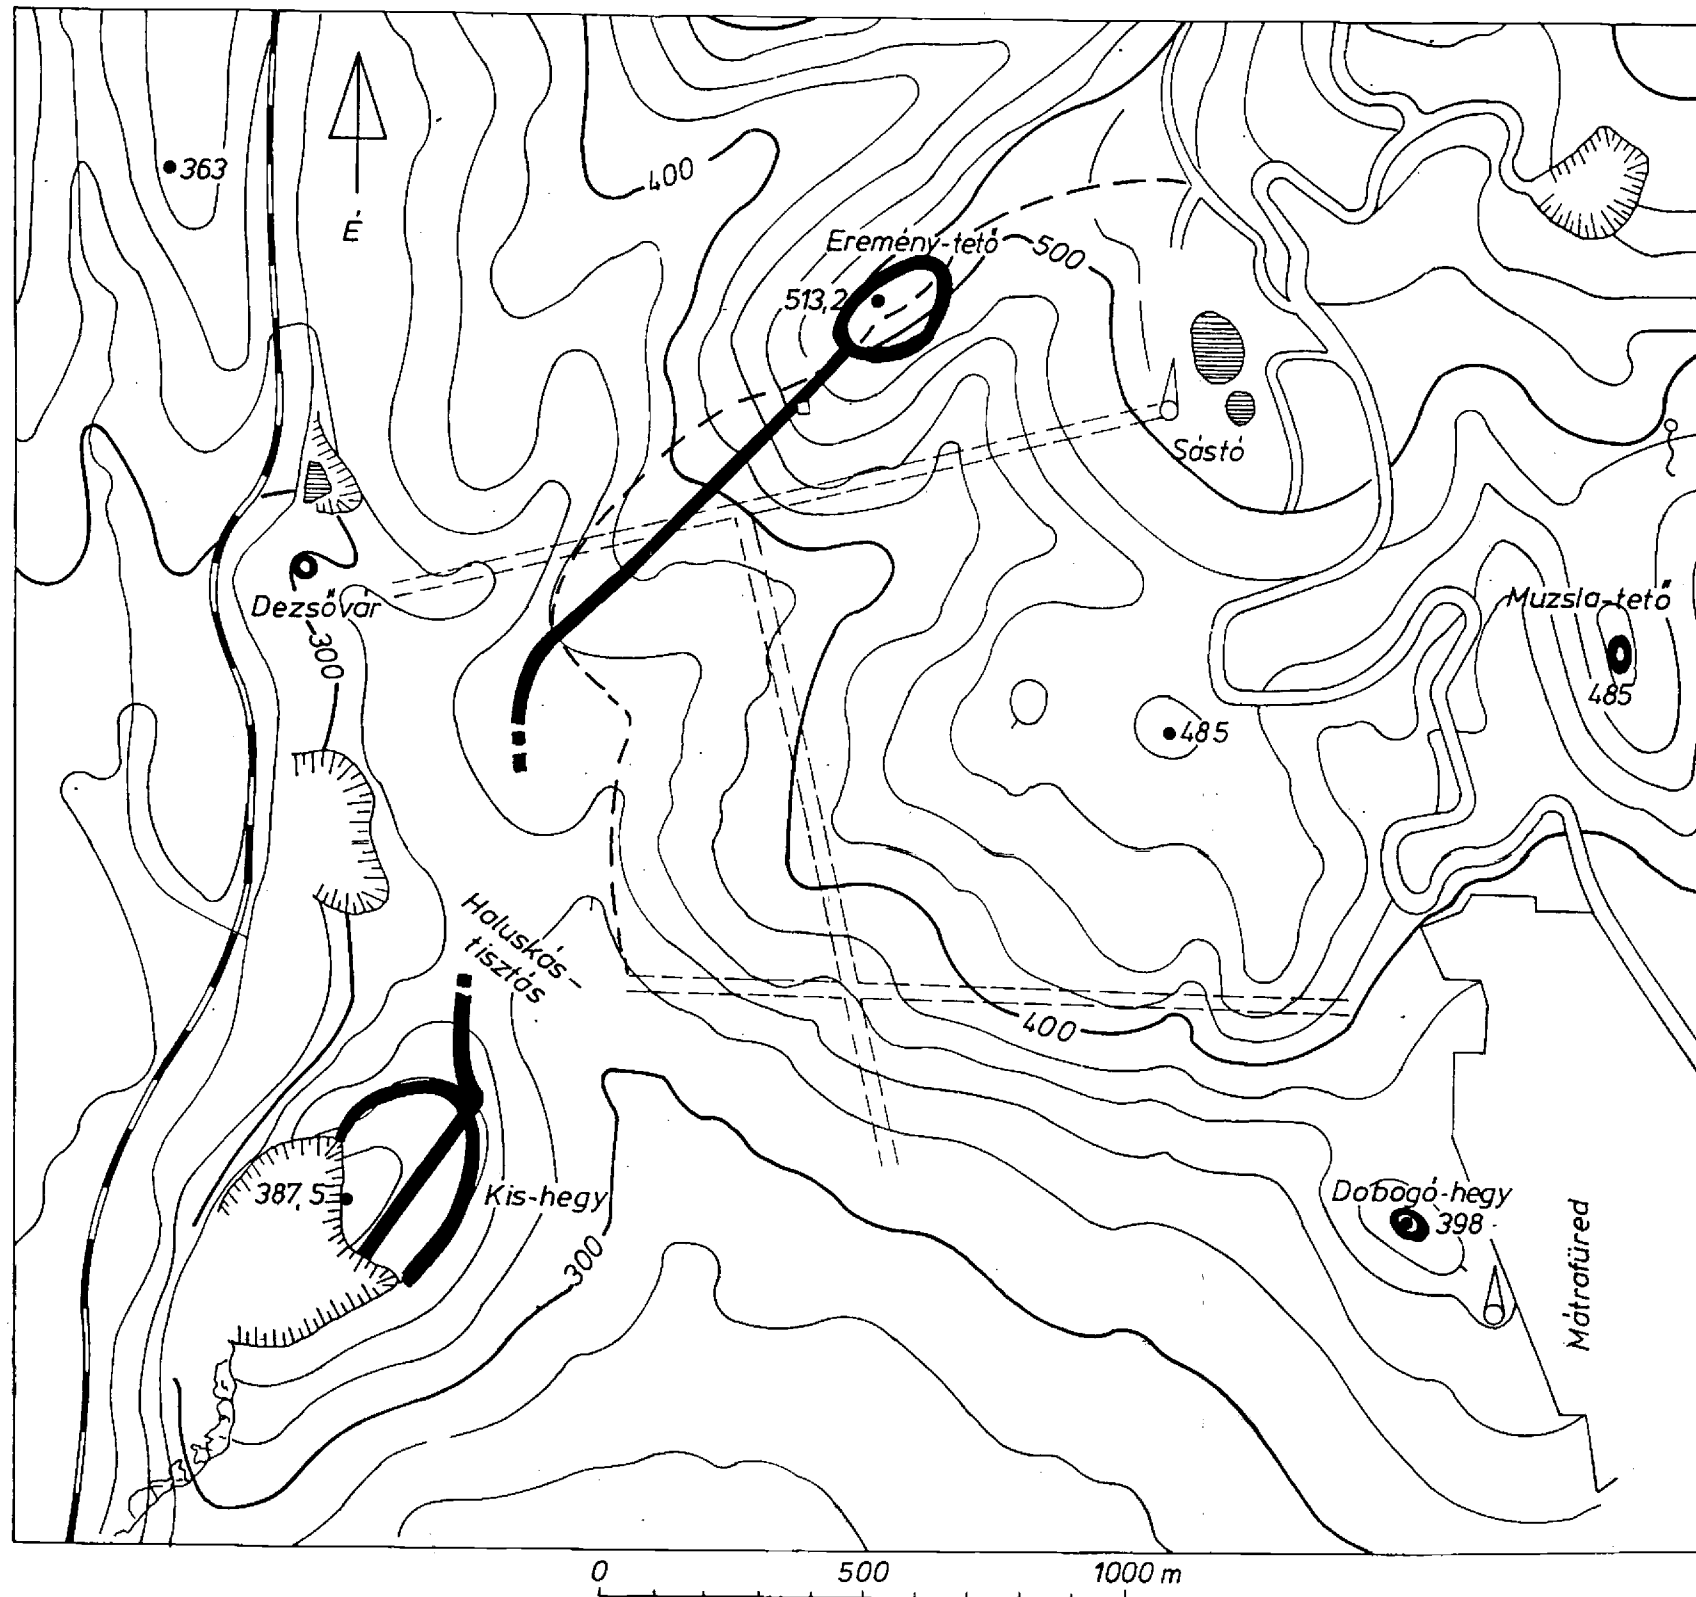 363
400
É
Eremény-tető
500
513,2
Sástó
Dezsővár
300
Muzsla-tető
485
485
Haluskás-
tisztás
400
387,5
Kis-hegy
Dobogó-hegy
398
Mátrafüred
300
0 500 1000 m